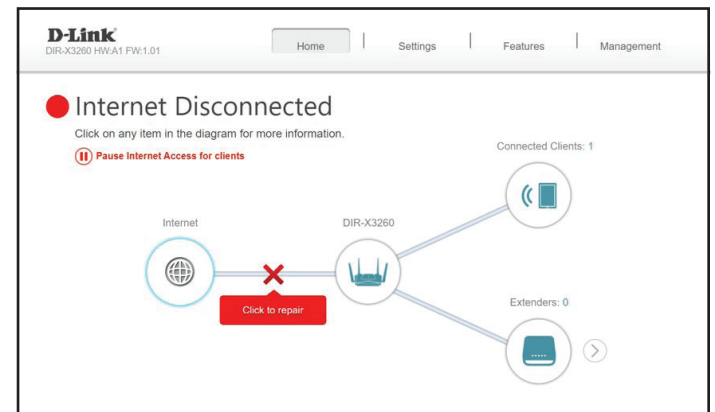 D-Link
DIR-X3260 HW:A1 FW:1.01
Home
Settings
Features
Management
Internet Disconnected
Click on any item in the diagram for more information.
Pause Internet Access for clients
Connected Clients: 1
Internet
DIR-X3260
Click to repair
Extenders: 0